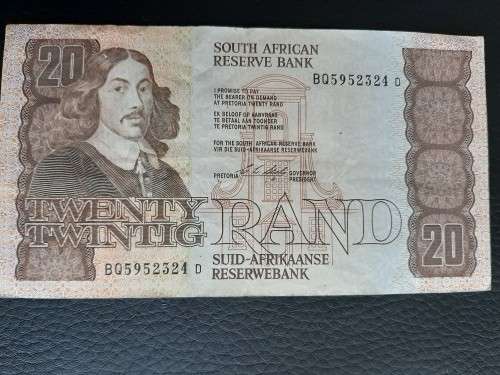 20
SOUTH AFRICAN
RESERVE BANK
BQ5952324 D
I PROMISE TO PAY
THE BEARER ON DEMAND
AT PRETORIA TWENTY RAND
EK BELOOF OM AANVRAAG
TE BETAAL AAN TOONDER
TE PRETORIA TWINTIG RAND
FOR THE SOUTH AFRICAN RESERVE BANK
VIR DIE SUID-AFRIKAANSE RESERWEBANK
PRETORIA
GOVERNOR
PRESIDENT
TWENTY
TWINTIG RAND
20
SUID-AFRIKAANSE
RESERWEBANK
BQ5952324 D